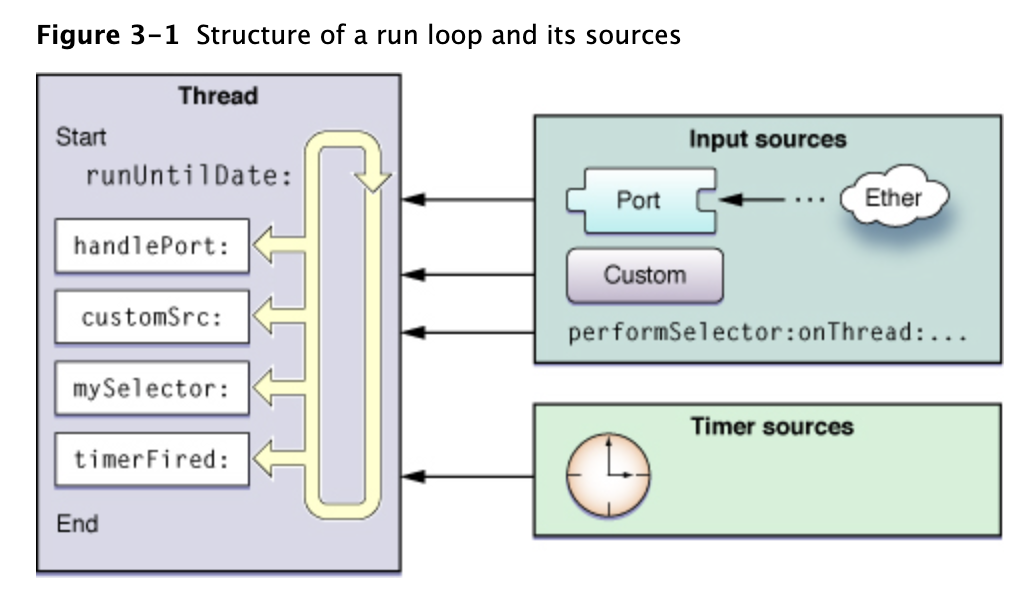 Figure 3-1 Structure of a run loop and its sources
Thread
Start
runUntilDate:
handlePort:
customSrc:
mySelector:
timerFired:
End
Input sources
Port
...
Ether
Custom
performSelector:onThread:...
Timer sources